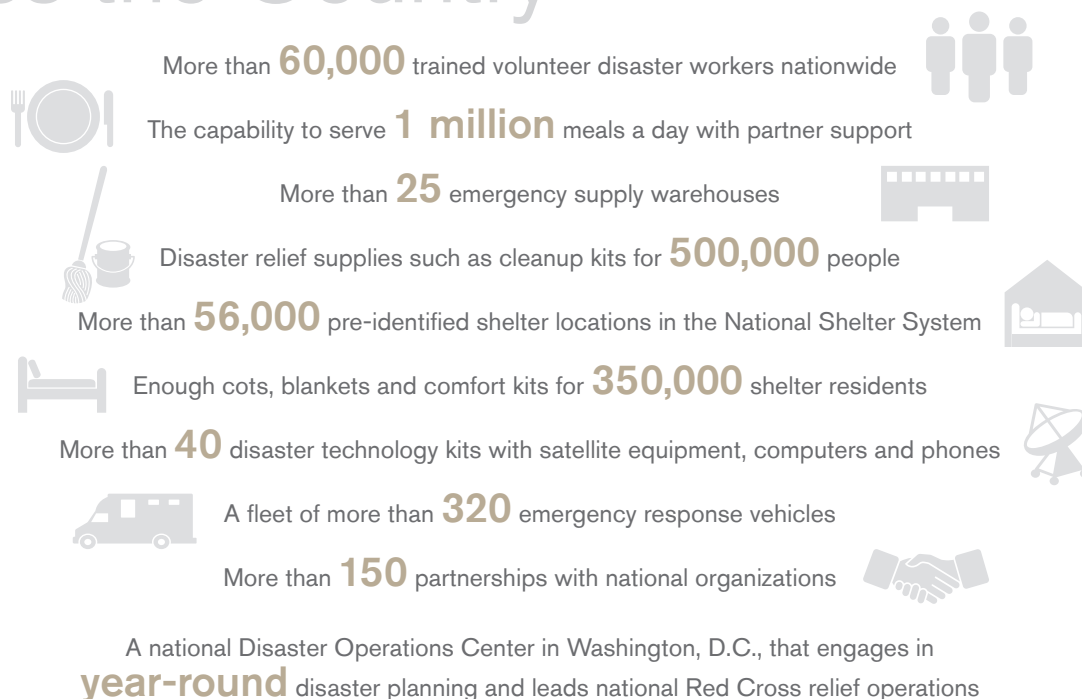 the Country
More than 60,000 trained volunteer disaster workers nationwide
The capability to serve 1 million meals a day with partner support
More than 25 emergency supply warehouses
Disaster relief supplies such as cleanup kits for 500,000 people
More than 56,000 pre-identified shelter locations in the National Shelter System
Enough cots, blankets and comfort kits for 350,000 shelter residents
More than 40 disaster technology kits with satellite equipment, computers and phones
A fleet of more than 320 emergency response vehicles
More than 150 partnerships with national organizations
A national Disaster Operations Center in Washington, D.C., that engages in
year-round disaster planning and leads national Red Cross relief operations